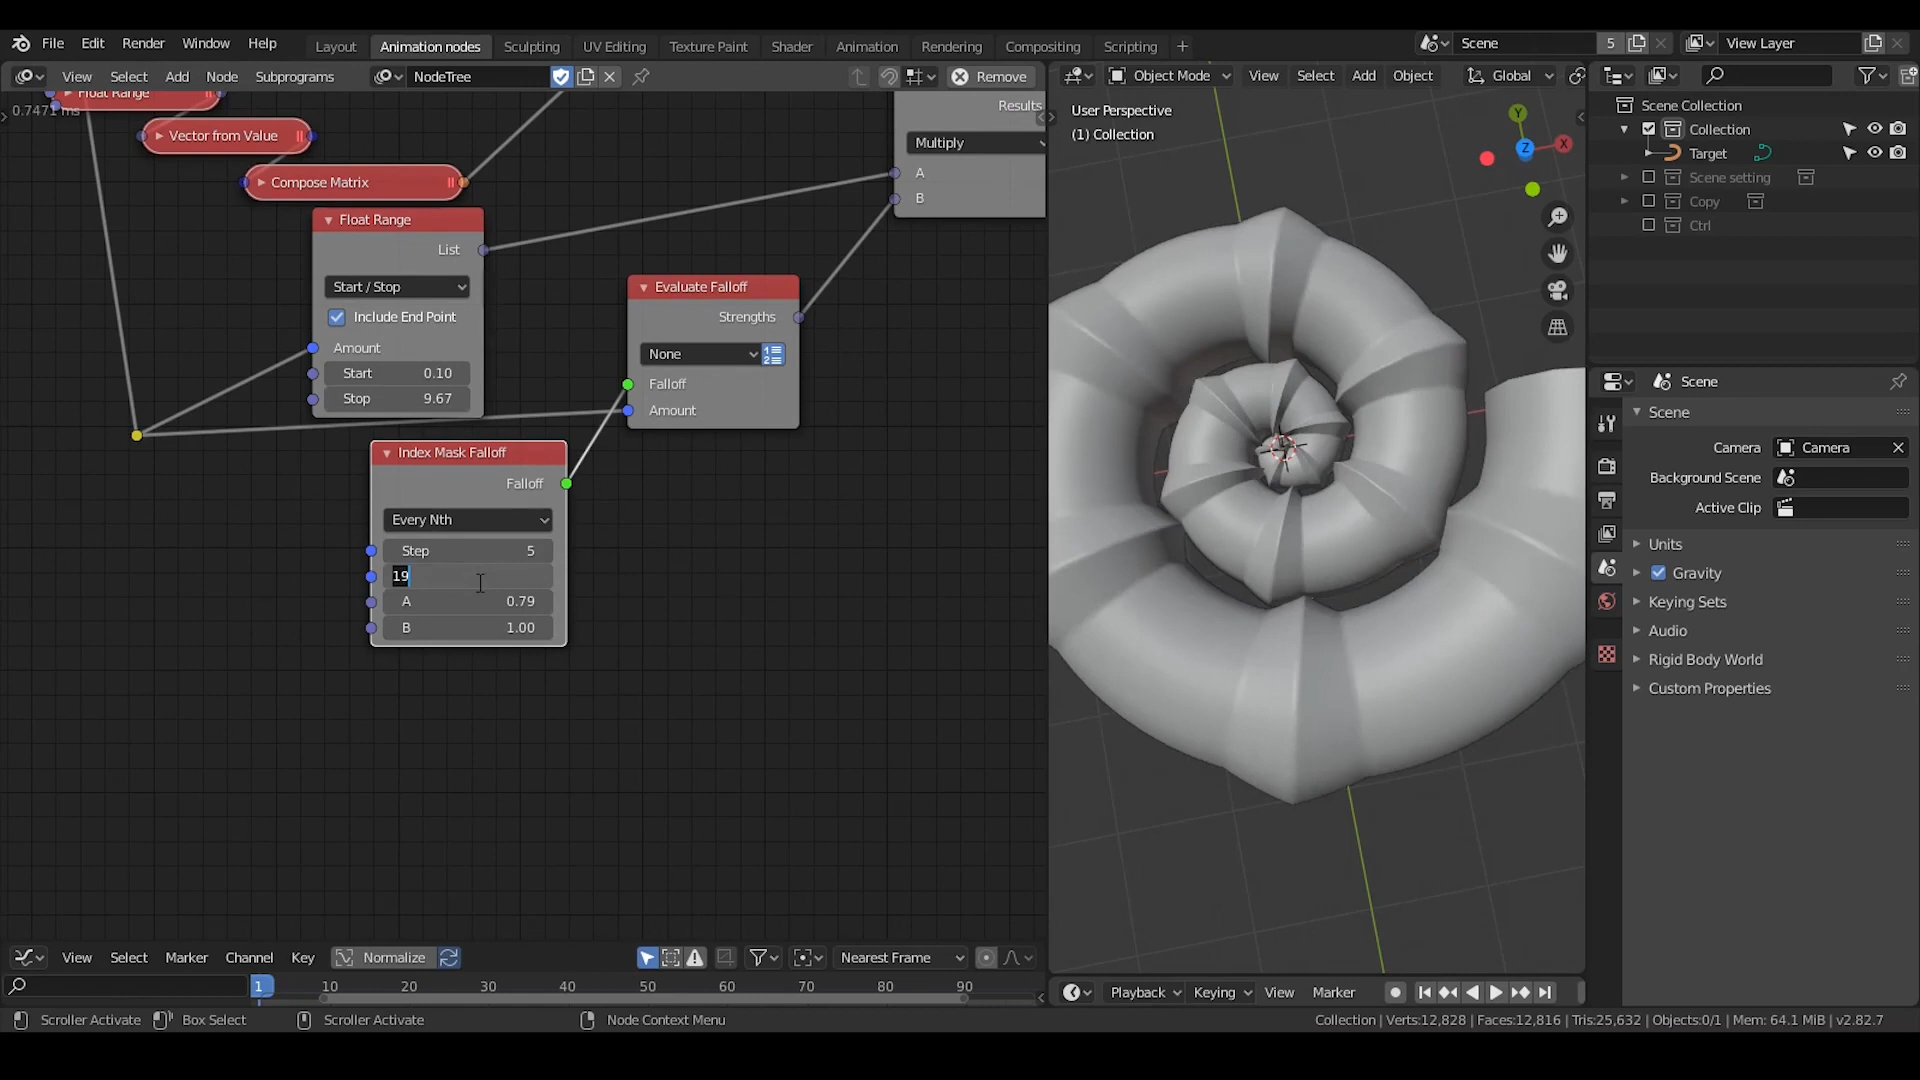 File Edit Render Window Help Layout Animation nodes Sculpting UV Editing Texture Paint Shader Animation Rendering Compositing Scripting + Scene 5 View Layer
View Select Add Node Subprograms NodeTree Remove
Object Mode View Select Add Object Global
0.7471 ms
Float Range
Vector from Value
Compose Matrix
Results
Multiply
A
B
Float Range
List
Start / Stop
Include End Point
Amount
Start 0.10
Stop 9.67
Evaluate Falloff
Strengths
None
Falloff
Amount
Index Mask Falloff
Falloff
Every Nth
Step 5
19
A 0.79
B 1.00
User Perspective
(1) Collection
Y
Z
X
Scene Collection
Collection
Target
Scene setting
Copy
Ctrl
Scene
Scene
Camera Camera
Background Scene
Active Clip
Units
Gravity
Keying Sets
Audio
Rigid Body World
Custom Properties
View Select Marker Channel Key Normalize Nearest Frame
1 10 20 30 40 50 60 70 80 90
Playback Keying View Marker
Scroller Activate Box Select Scroller Activate Node Context Menu
Collection | Verts:12,828 | Faces:12,816 | Tris:25,632 | Objects:0/1 | Mem: 64.1 MiB | v2.82.7